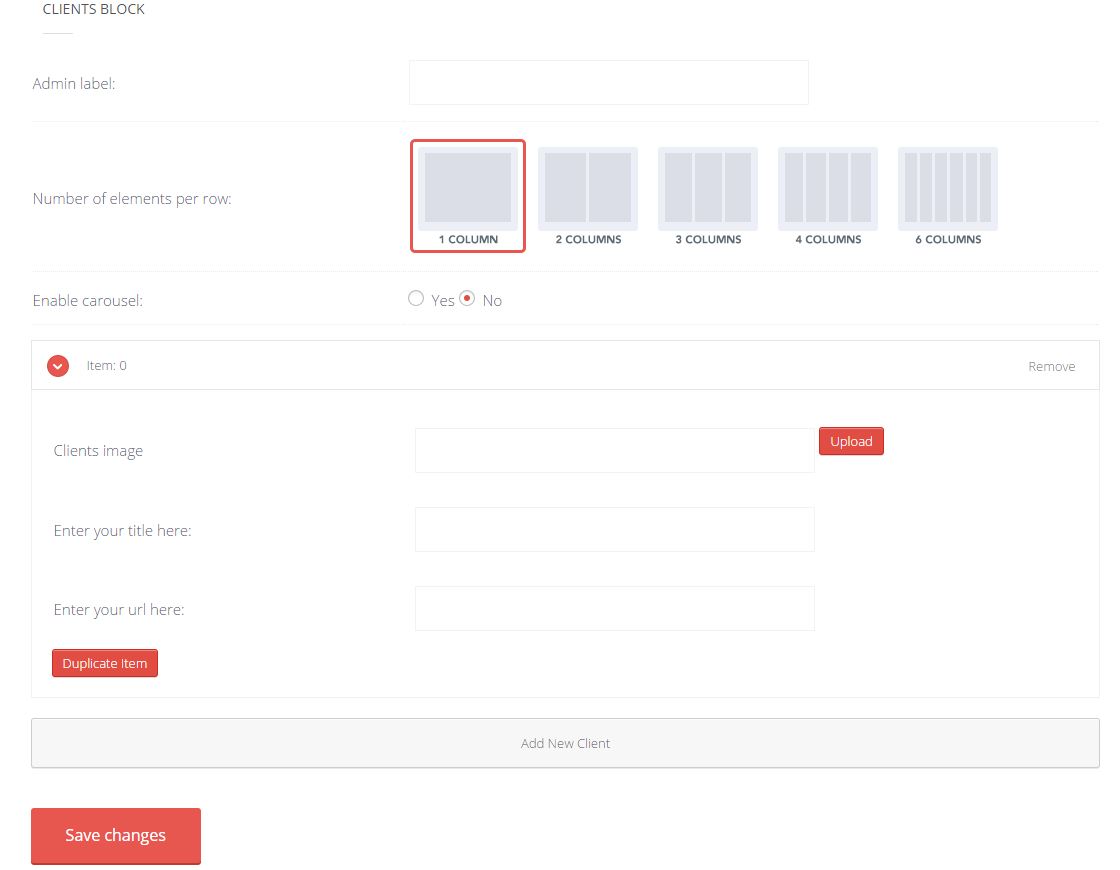 CLIENTS BLOCK
Admin label:
Number of elements per row:
1 COLUMN 2 COLUMNS 3 COLUMNS 4 COLUMNS 6 COLUMNS
Enable carousel: Yes No
Item: 0 Remove
Clients image Upload
Enter your title here:
Enter your url here:
Duplicate Item
Add New Client
Save changes